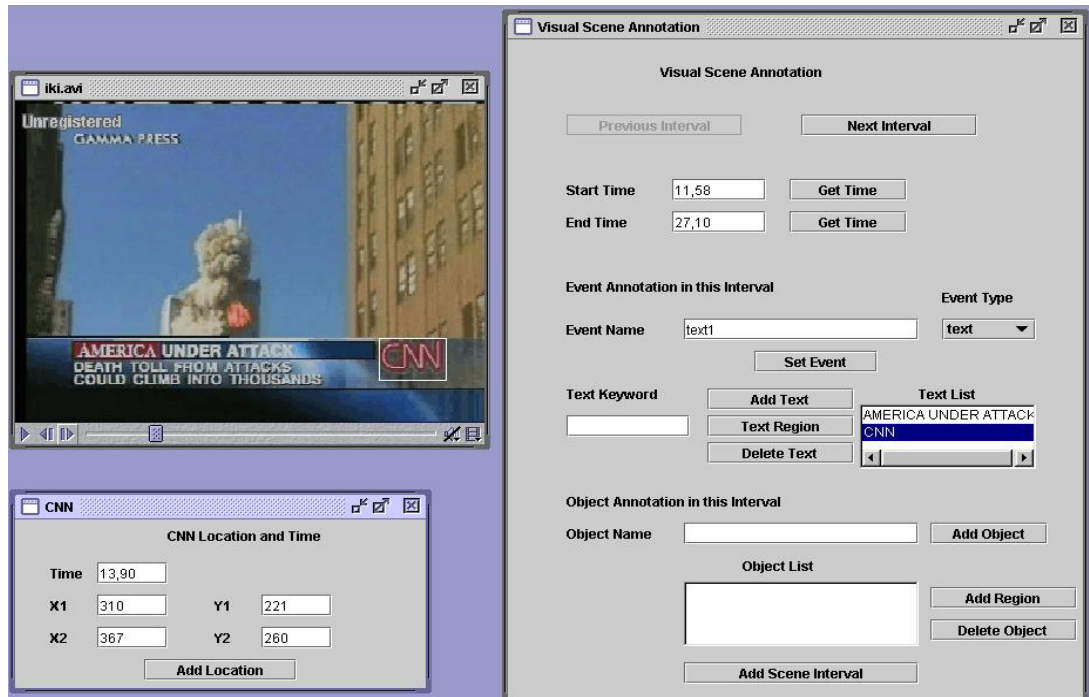 iki.avi
Unregistered
GAMMA PRESS
AMERICA UNDER ATTACK
DEATH TOLL FROM ATTACKS
COULD CLIMB INTO THOUSANDS
CNN
CNN
CNN Location and Time
Time 13,90
X1 310 Y1 221
X2 367 Y2 260
Add Location
Visual Scene Annotation
Visual Scene Annotation
Previous Interval Next Interval
Start Time 11,58 Get Time
End Time 27,10 Get Time
Event Annotation in this Interval
Event Type
Event Name text1 text
Set Event
Text Keyword Add Text Text List
AMERICA UNDER ATTACK
Text Region CNN
Delete Text
Object Annotation in this Interval
Object Name Add Object
Object List
Add Region
Delete Object
Add Scene Interval